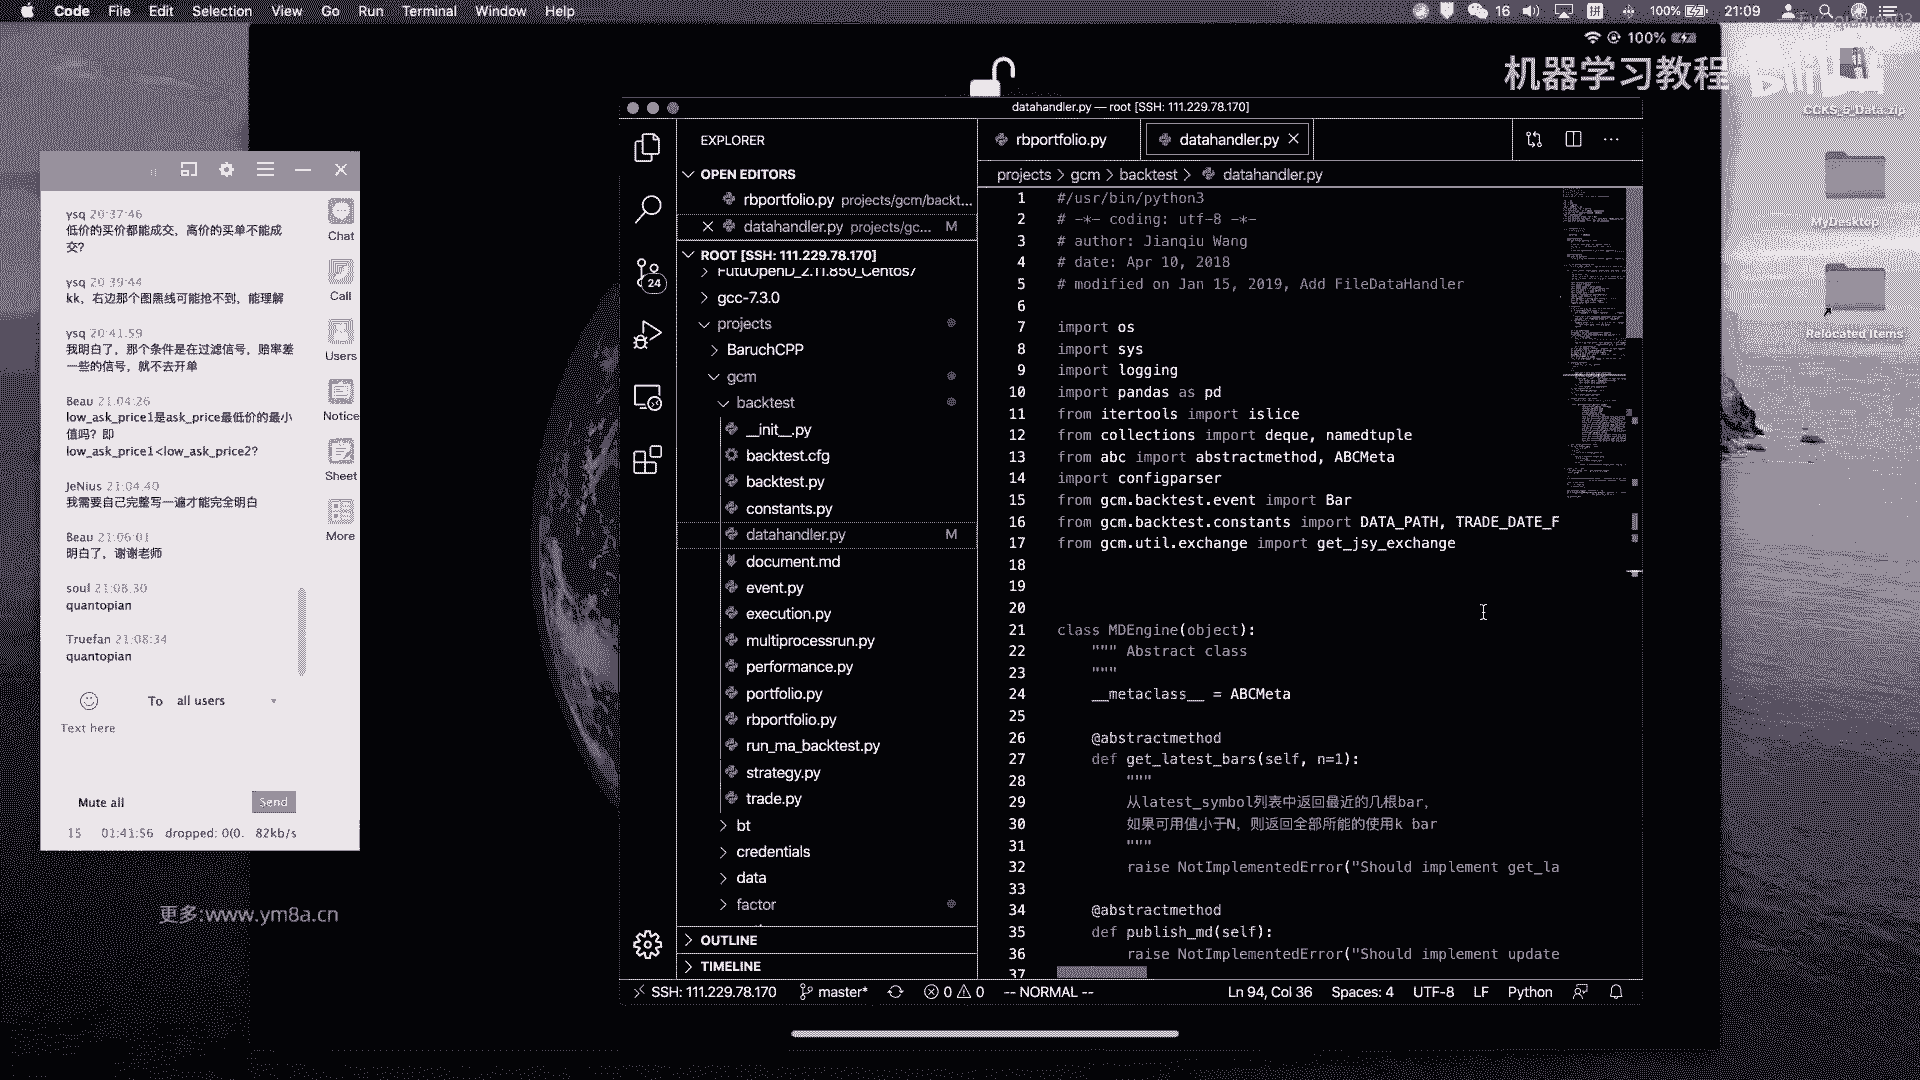 Code File Edit Selection View Go Run Terminal Window Help
16
100%
21:09
100%
机器学习教程
CCKS_5_Data.zip
MyDesktop
Relocated Items
ysq 20:37:46
低价的买价都能成交，高价的买单不能成
交?
ysq 20:39:44
kk，右边那个图黑线可能抢不到，能理解
ysq 20:41:59
我明白了，那个条件是在过滤信号，赔率差
一些的信号，就不去开单
Beau 21:04:26
low_ask_price1是ask_price最低价的最小
值吗？即
low_ask_price1<low_ask_price2?
JeNius 21:04:40
我需要自己完整写一遍才能完全明白
Beau 21:06:01
明白了，谢谢老师
soul 21:08:30
quantopian
Truefan 21:08:34
quantopian
Chat
Call
Users
Notice
Sheet
More
To all users
Text here
Mute all
Send
15 01:41:56 dropped: 0(0. 82kb/s
更多:www.ym8a.cn
datahandler.py — root [SSH: 111.229.78.170]
EXPLORER
OPEN EDITORS
rbportfolio.py projects/gcm/backt...
datahandler.py projects/gc... M
ROOT [SSH: 111.229.78.170]
FutuOpenD_2.11.850_Centos7
gcc-7.3.0
projects
BaruchCPP
gcm
backtest
__init__.py
backtest.cfg
backtest.py
constants.py
datahandler.py M
document.md
event.py
execution.py
multiprocessrun.py
performance.py
portfolio.py
rbportfolio.py
run_ma_backtest.py
strategy.py
trade.py
bt
credentials
data
factor
OUTLINE
TIMELINE
24
rbportfolio.py
datahandler.py
projects > gcm > backtest > datahandler.py
1 #/usr/bin/python3
2 # -*- coding: utf-8 -*-
3 # author: Jianqiu Wang
4 # date: Apr 10, 2018
5 # modified on Jan 15, 2019, Add FileDataHandler
6
7 import os
8 import sys
9 import logging
10 import pandas as pd
11 from itertools import islice
12 from collections import deque, namedtuple
13 from abc import abstractmethod, ABCMeta
14 import configparser
15 from gcm.backtest.event import Bar
16 from gcm.backtest.constants import DATA_PATH, TRADE_DATE_F
17 from gcm.util.exchange import get_jsy_exchange
18
19
20
21 class MDEngine(object):
22 """ Abstract class
23 """
24 __metaclass__ = ABCMeta
25
26 @abstractmethod
27 def get_latest_bars(self, n=1):
28 """
29 从latest_symbol列表中返回最近的几根bar，
30 如果可用值小于N，则返回全部所能的使用k bar
31 """
32 raise NotImplementedError("Should implement get_la
33
34 @abstractmethod
35 def publish_md(self):
36 raise NotImplementedError("Should implement update
37
SSH: 111.229.78.170 master* 0 0 -- NORMAL -- Ln 94, Col 36 Spaces: 4 UTF-8 LF Python